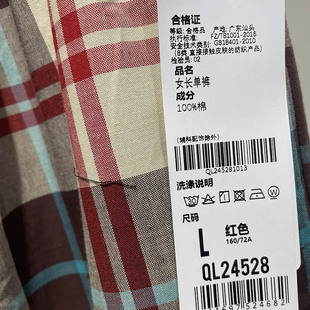 合格证
等级: 合格品 产地: 广东汕头
执行标准: FZ/T81001-2016
安全技术类别: GB18401-2010
(B类 直接接触皮肤的纺织产品)
检验员: 02
品名
女长单裤
成分
100%棉
(辅料配饰除外)
QL245281013
洗涤说明
尺码
L 红色
160/72A
QL24528